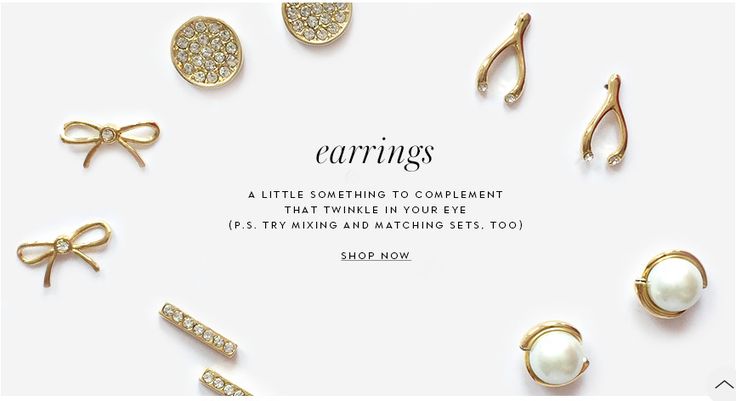 earrings
A LITTLE SOMETHING TO COMPLEMENT
THAT TWINKLE IN YOUR EYE
(P.S. TRY MIXING AND MATCHING SETS, TOO)
SHOP NOW